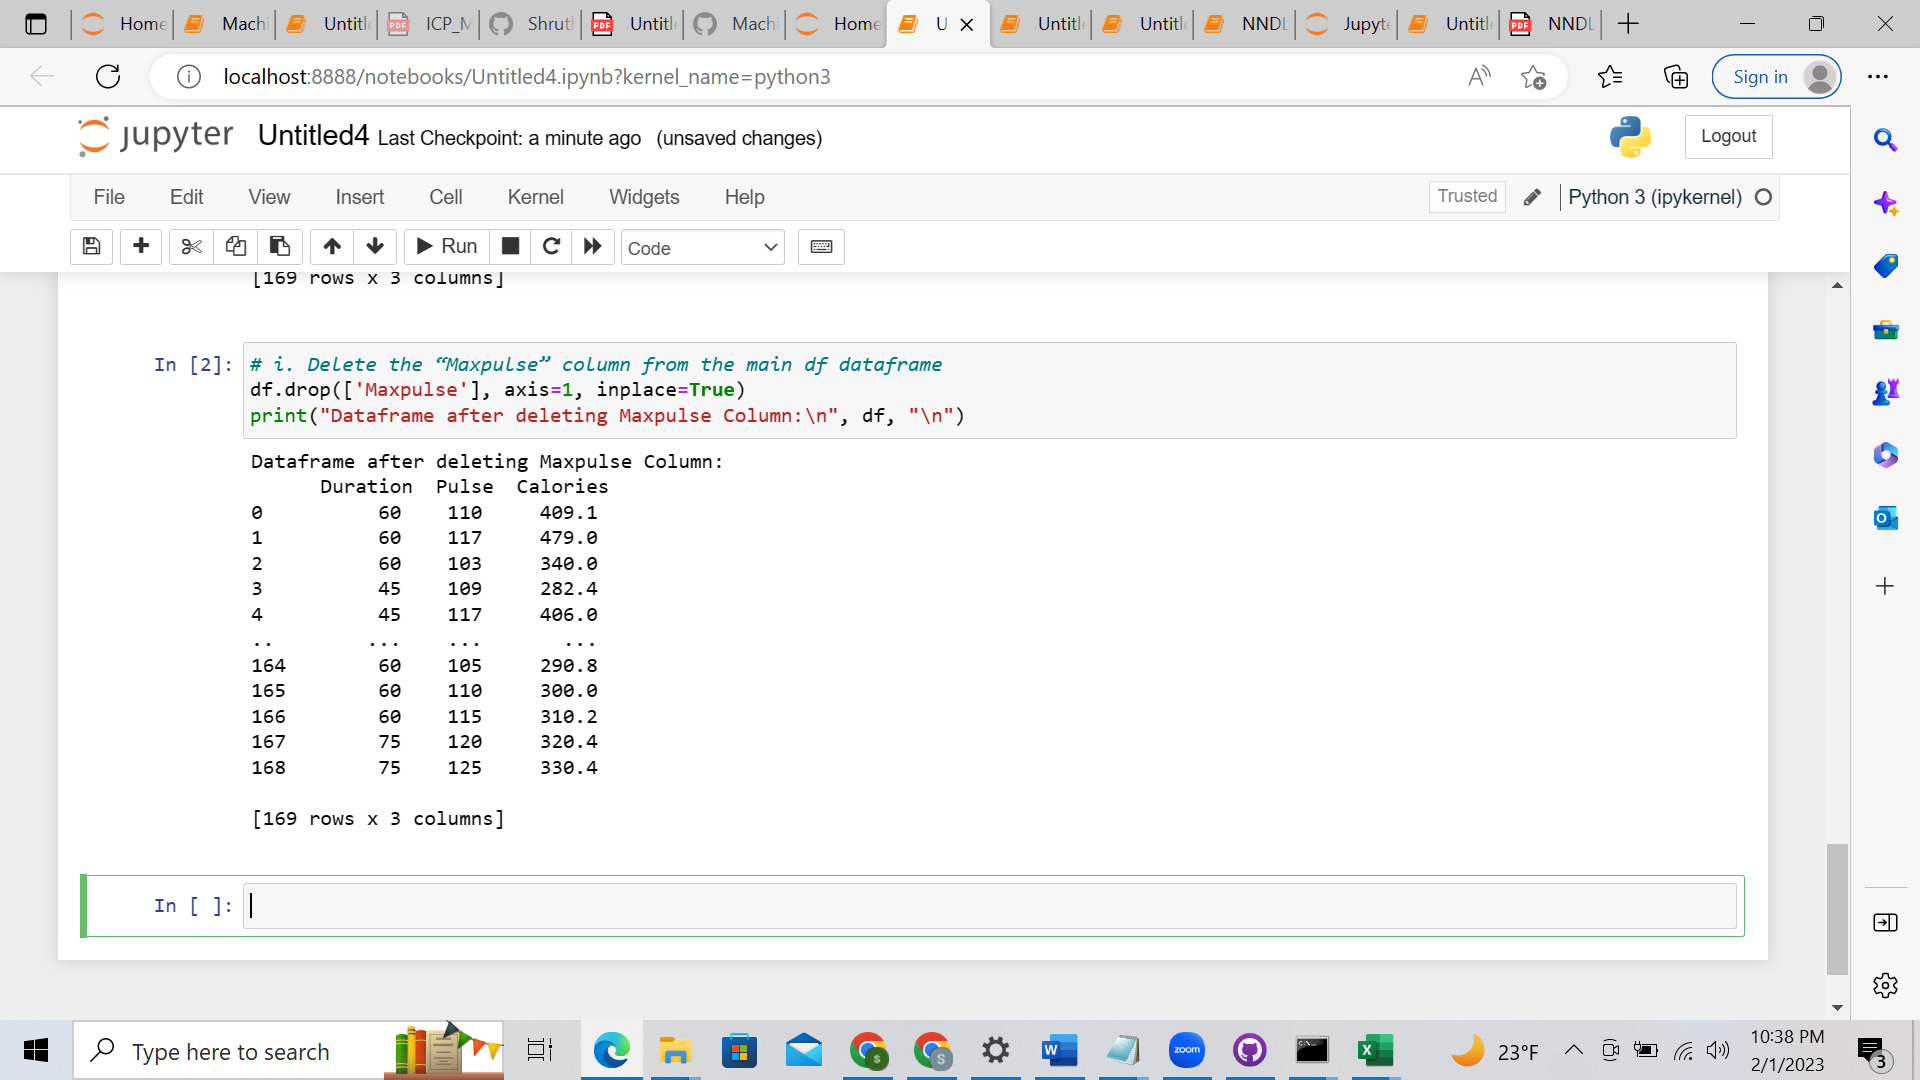 Home
Machi
Untitl
ICP_M
Shruti
PDF
Untitl
Machi
Home
U
Untitl
Untitl
NNDL
Jupyte
Untitl
PDF
NNDL
localhost:8888/notebooks/Untitled4.ipynb?kernel_name=python3
Sign in
jupyter Untitled4 Last Checkpoint: a minute ago (unsaved changes)
Logout
File Edit View Insert Cell Kernel Widgets Help
Trusted
Python 3 (ipykernel)
Run
Code
[169 rows x 3 columns]
In [2]: # i. Delete the “Maxpulse” column from the main df dataframe
df.drop(['Maxpulse'], axis=1, inplace=True)
print("Dataframe after deleting Maxpulse Column:\n", df, "\n")
Dataframe after deleting Maxpulse Column:
Duration Pulse Calories
0 60 110 409.1
1 60 117 479.0
2 60 103 340.0
3 45 109 282.4
4 45 117 406.0
.. ... ... ...
164 60 105 290.8
165 60 110 300.0
166 60 115 310.2
167 75 120 320.4
168 75 125 330.4
[169 rows x 3 columns]
In [ ]:
Type here to search
zoom
23°F
10:38 PM
2/1/2023
3